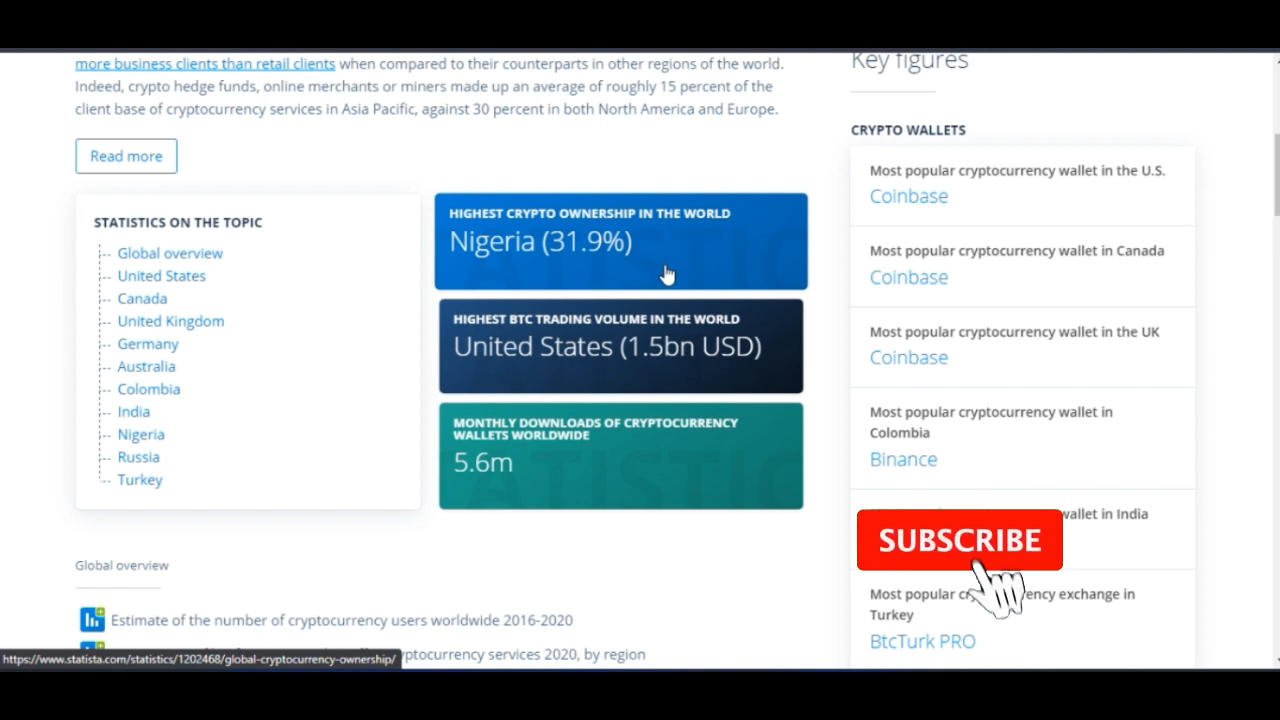 more business clients than retail clients when compared to their counterparts in other regions of the world.
Indeed, crypto hedge funds, online merchants or miners made up an average of roughly 15 percent of the
client base of cryptocurrency services in Asia Pacific, against 30 percent in both North America and Europe.
Read more
STATISTICS ON THE TOPIC
Global overview
United States
Canada
United Kingdom
Germany
Australia
Colombia
India
Nigeria
Russia
Turkey
HIGHEST CRYPTO OWNERSHIP IN THE WORLD
Nigeria (31.9%)
HIGHEST BTC TRADING VOLUME IN THE WORLD
United States (1.5bn USD)
MONTHLY DOWNLOADS OF CRYPTOCURRENCY
WALLETS WORLDWIDE
5.6m
Global overview
Estimate of the number of cryptocurrency users worldwide 2016-2020
services 2020, by region
https://www.statista.com/statistics/1202468/global-cryptocurrency-ownership/
Key figures
CRYPTO WALLETS
Most popular cryptocurrency wallet in the U.S.
Coinbase
Most popular cryptocurrency wallet in Canada
Coinbase
Most popular cryptocurrency wallet in the UK
Coinbase
Most popular cryptocurrency wallet in
Colombia
Binance
wallet in India
SUBSCRIBE
Most popular exchange in
Turkey
BtcTurk PRO